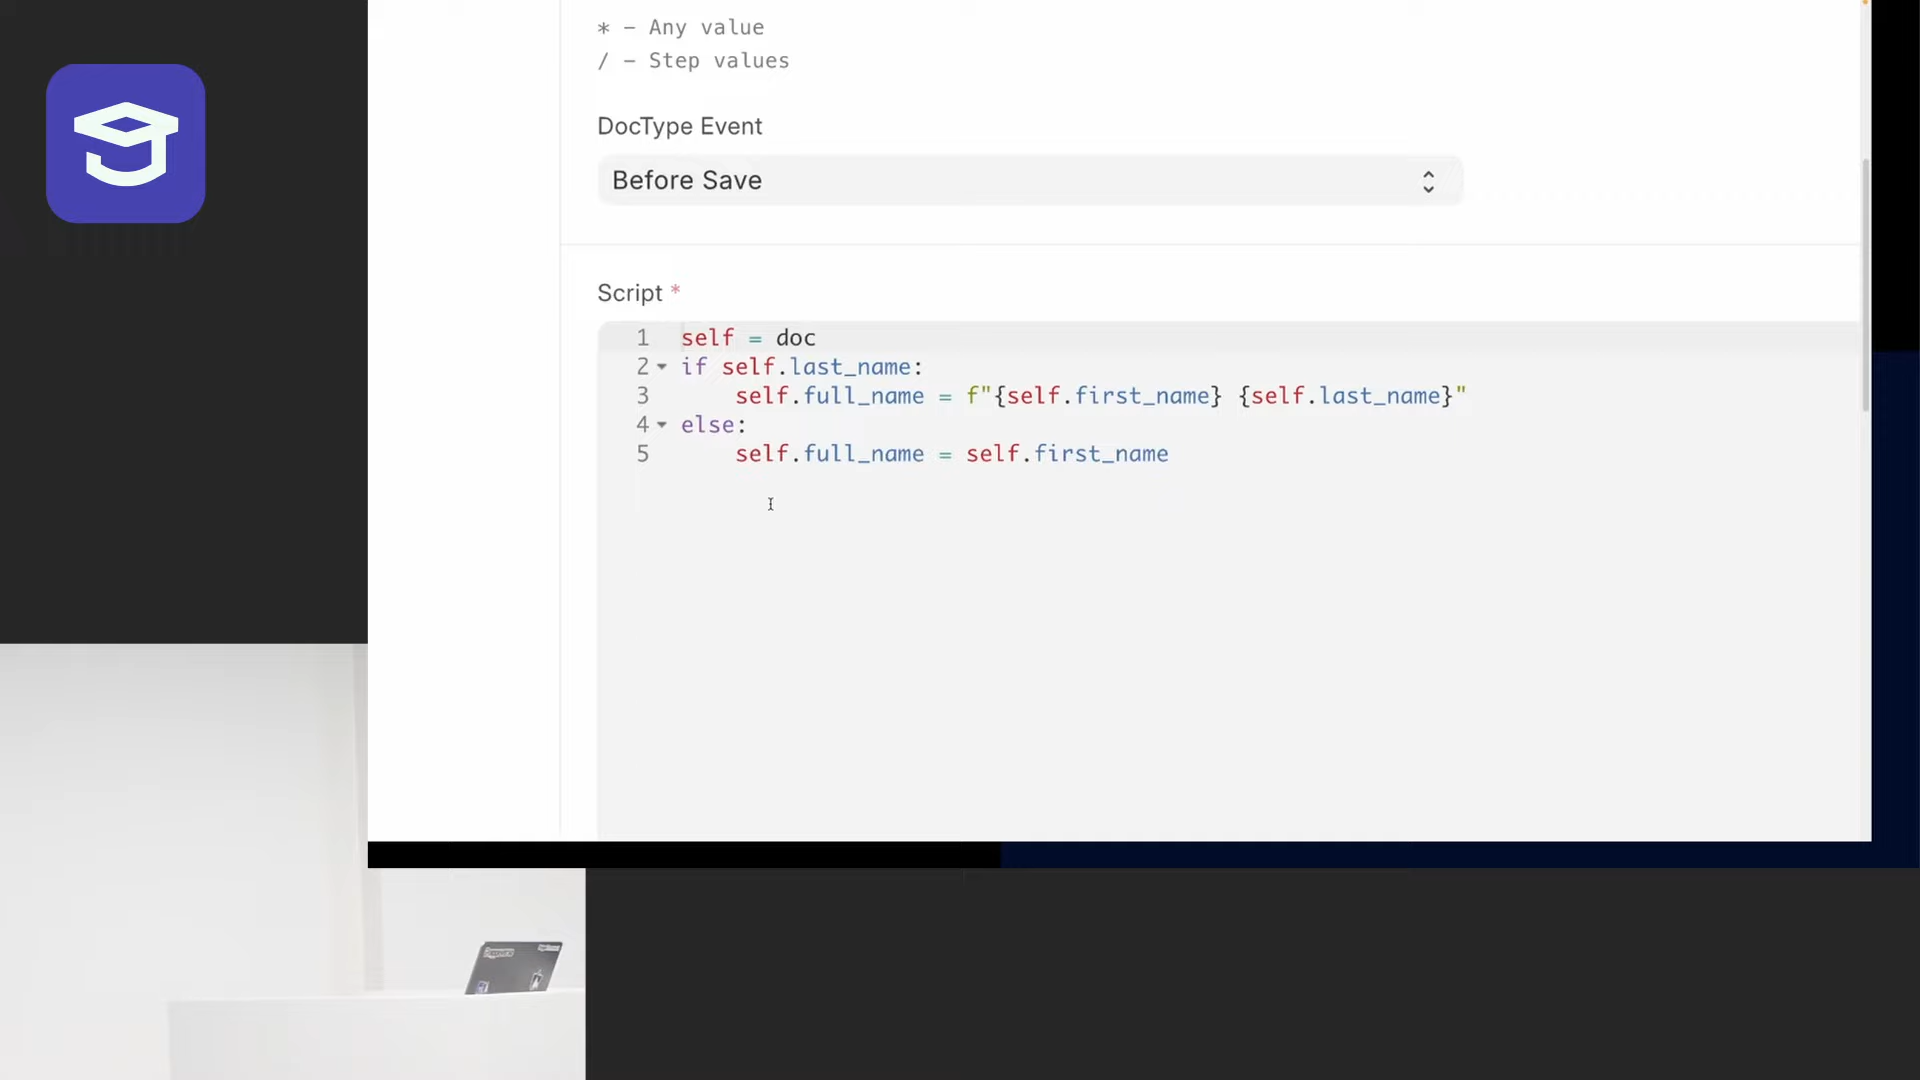 * – Any value
/ – Step values
DocType Event
Before Save
Script *
1 self = doc
2 if self.last_name:
3 self.full_name = f"{self.first_name} {self.last_name}"
4 else:
5 self.full_name = self.first_name